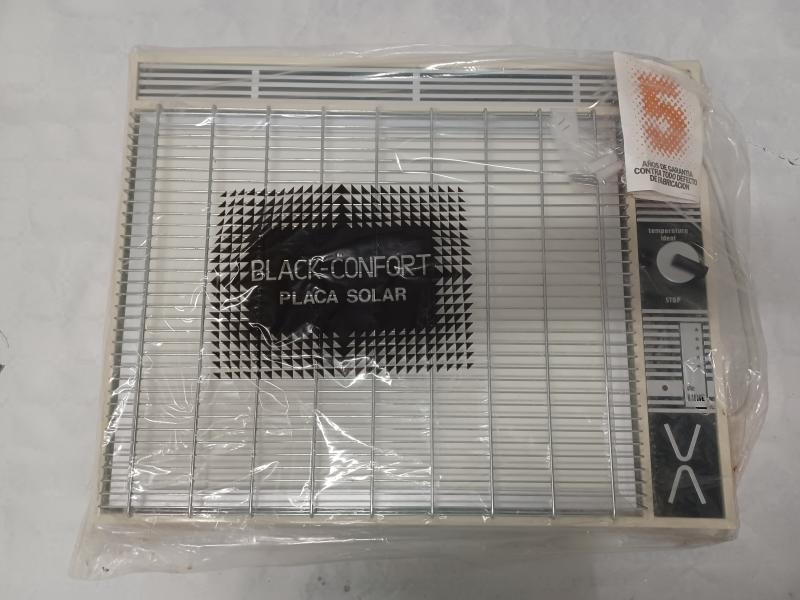 5
AÑOS DE GARANTIA
CONTRA TODO DEFECTO
DE FABRICACION
BLACK-CONFORT
PLACA SOLAR
temperatura
ideal
STOP